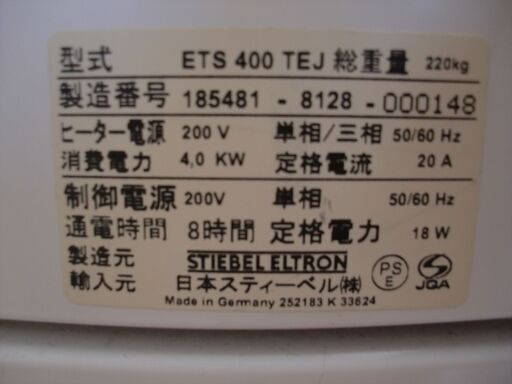 型式 ETS 400 TEJ 総重量 220kg
製造番号 185481 - 8128 - 000148
ヒーター電源 200 V 単相/三相 50/60 Hz
消費電力 4,0 KW 定格電流 20 A
制御電源 200V 単相 50/60 Hz
通電時間 8時間 定格電力 18 W
製造元 STIEBEL ELTRON
輸入元 日本スティーベル(株)
PS E JQA
Made in Germany 252183 K 33624